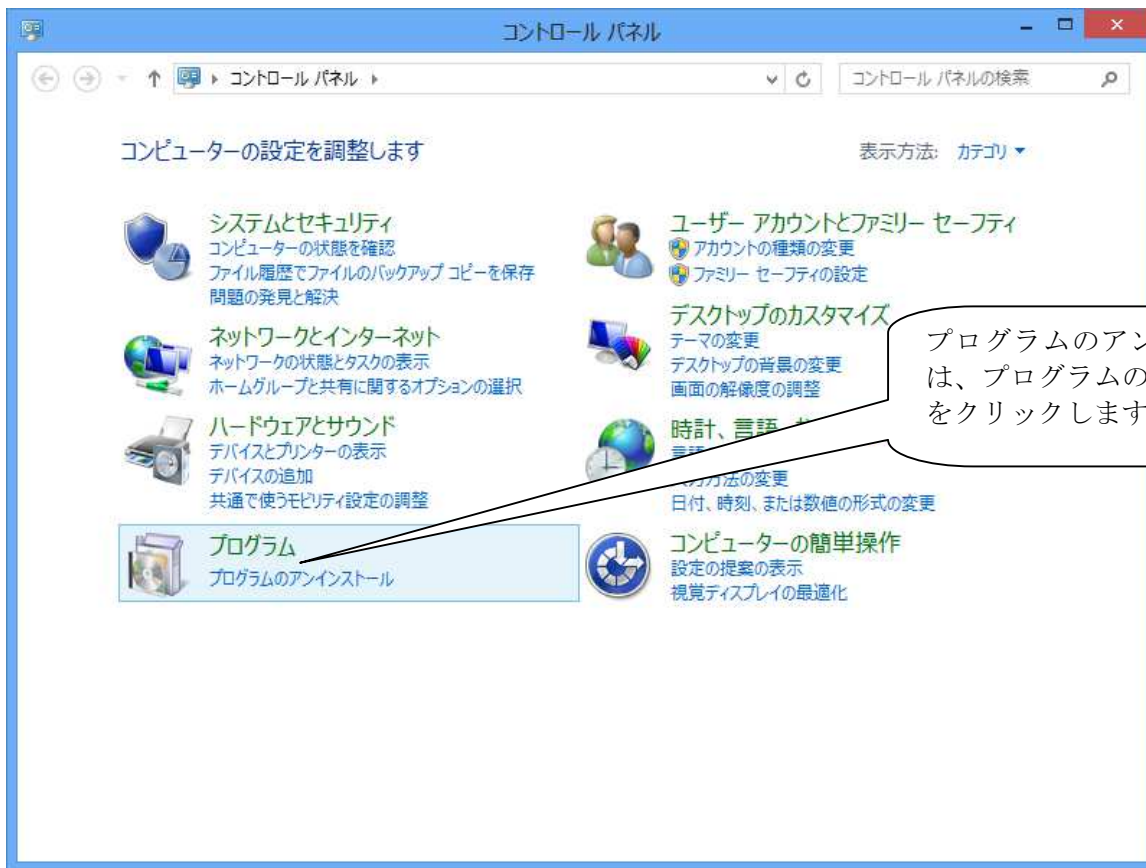 コントロール パネル
コントロール パネル
コントロール パネルの検索
コンピューターの設定を調整します
表示方法: カテゴリ
システムとセキュリティ
コンピューターの状態を確認
ファイル履歴でファイルのバックアップ コピーを保存
問題の発見と解決
ネットワークとインターネット
ネットワークの状態とタスクの表示
ホームグループと共有に関するオプションの選択
ハードウェアとサウンド
デバイスとプリンターの表示
デバイスの追加
共通で使うモビリティ設定の調整
プログラム
プログラムのアンインストール
ユーザー アカウントとファミリー セーフティ
アカウントの種類の変更
ファミリー セーフティの設定
デスクトップのカスタマイズ
テーマの変更
デスクトップの背景の変更
画面の解像度の調整
時計、言語、
の変更
日付、時刻、または数値の形式の変更
コンピューターの簡単操作
設定の提案の表示
視覚ディスプレイの最適化
プログラムのアン
は、プログラムの
をクリックします